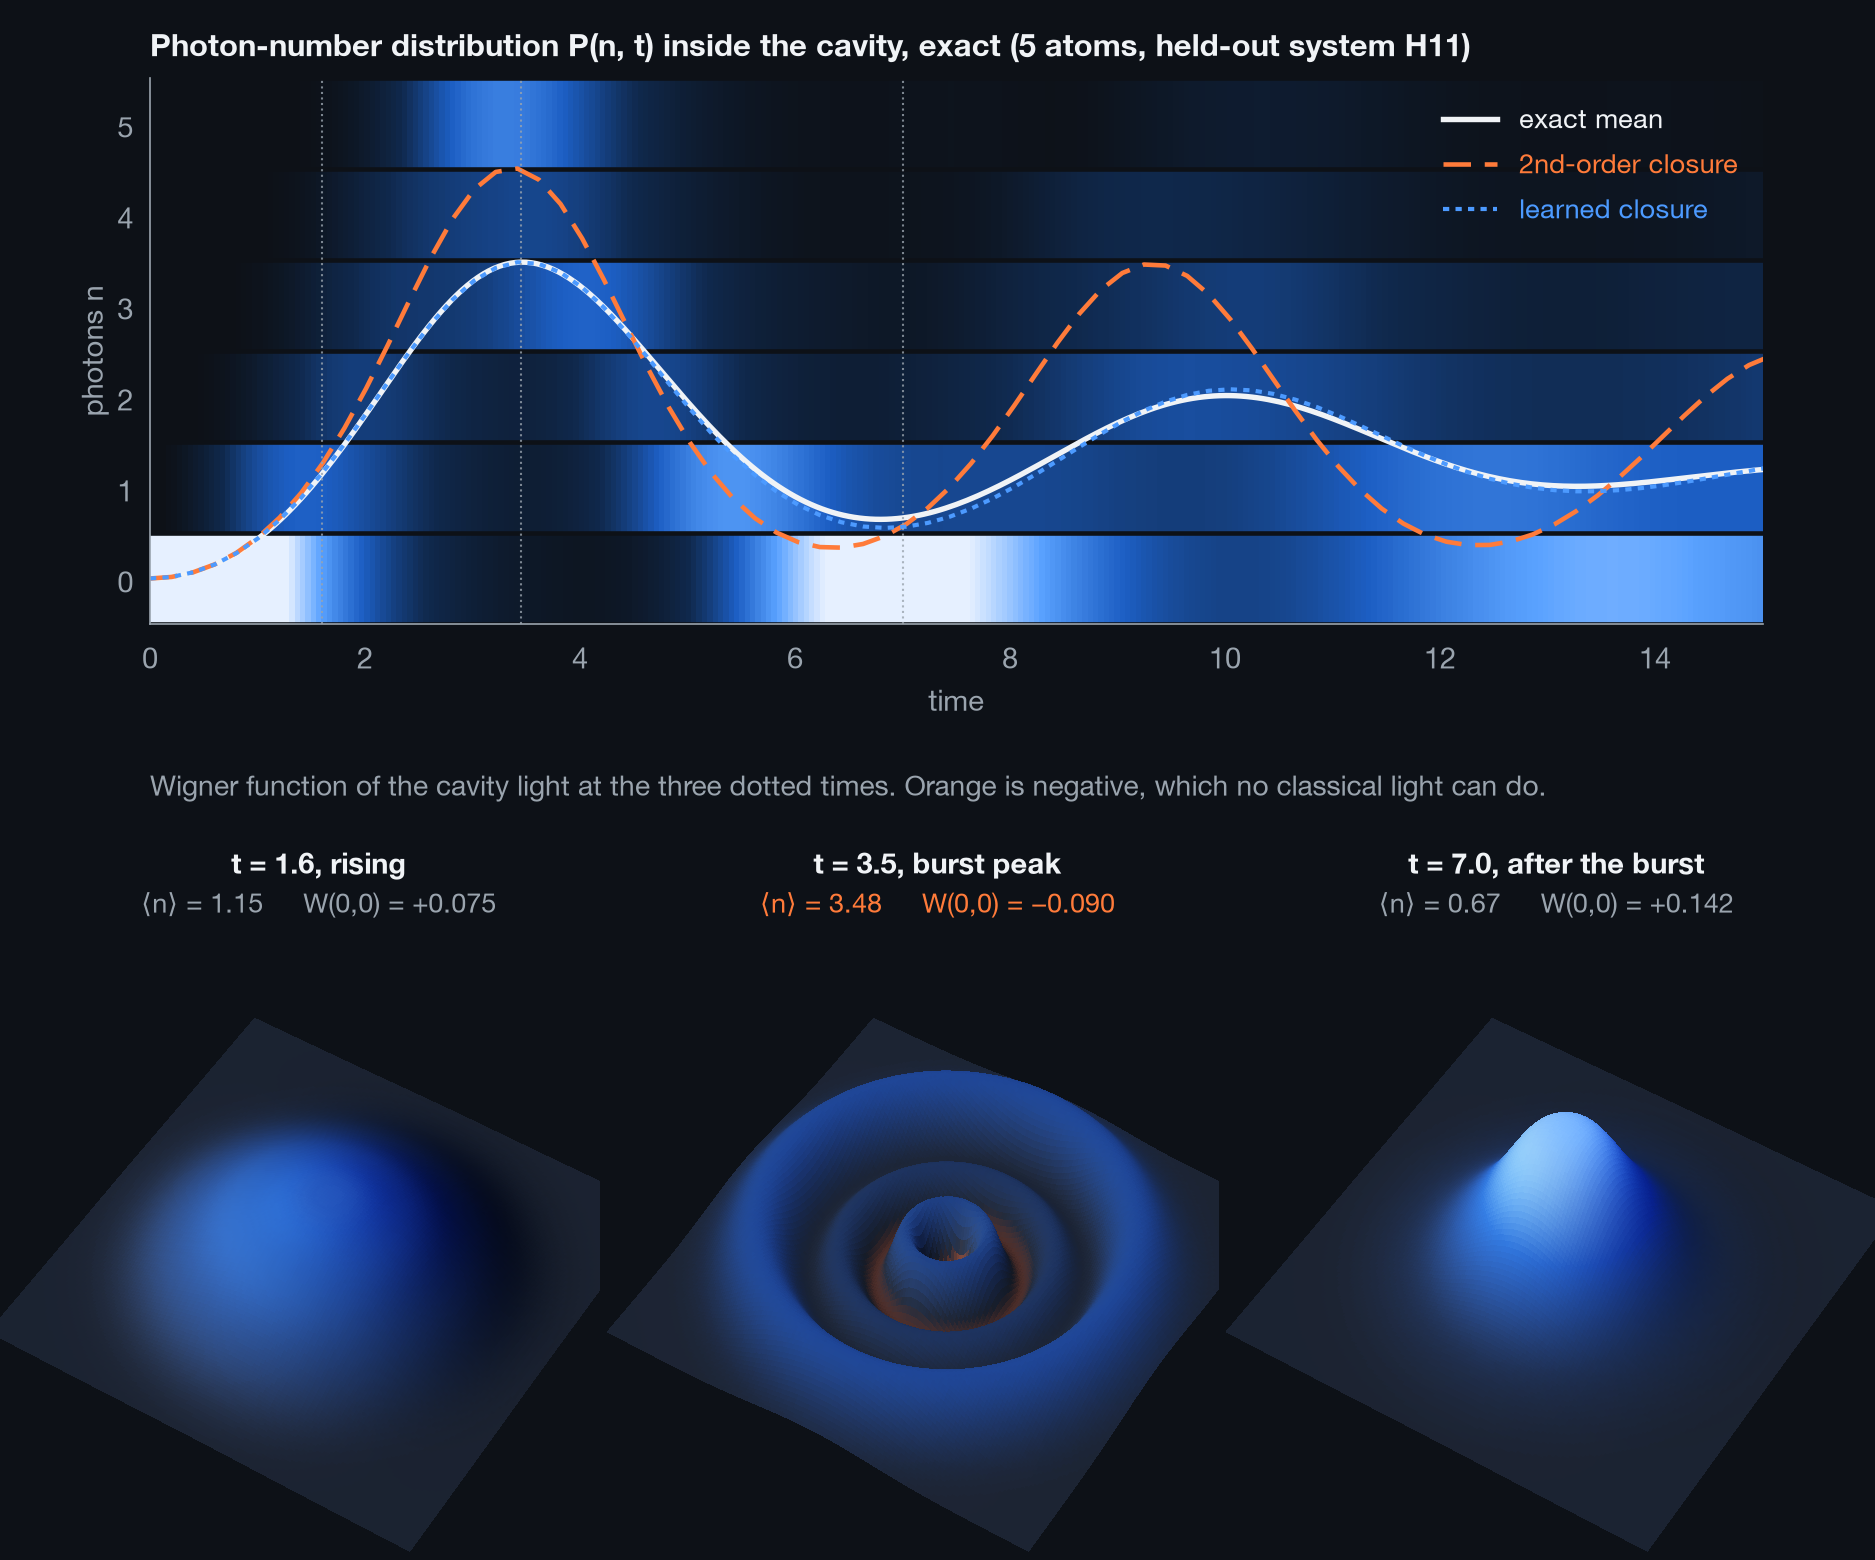 Photon-number distribution P(n, t) inside the cavity, exact (5 atoms, held-out system H11)
exact mean
2nd-order closure
learned closure
photons n
5
4
3
2
1
0
0 2 4 6 8 10 12 14
time
Wigner function of the cavity light at the three dotted times. Orange is negative, which no classical light can do.
t = 1.6, rising
⟨n⟩ = 1.15 W(0,0) = +0.075
t = 3.5, burst peak
⟨n⟩ = 3.48 W(0,0) = −0.090
t = 7.0, after the burst
⟨n⟩ = 0.67 W(0,0) = +0.142